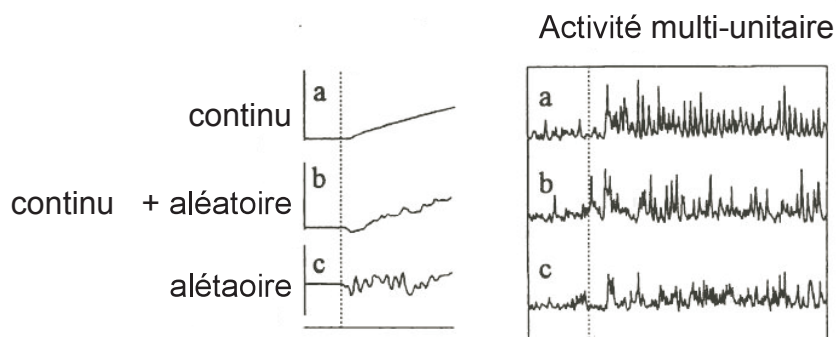 Activité multi-unitaire
continu
a
a
continu + aléatoire
b
b
alétaoire
c
c